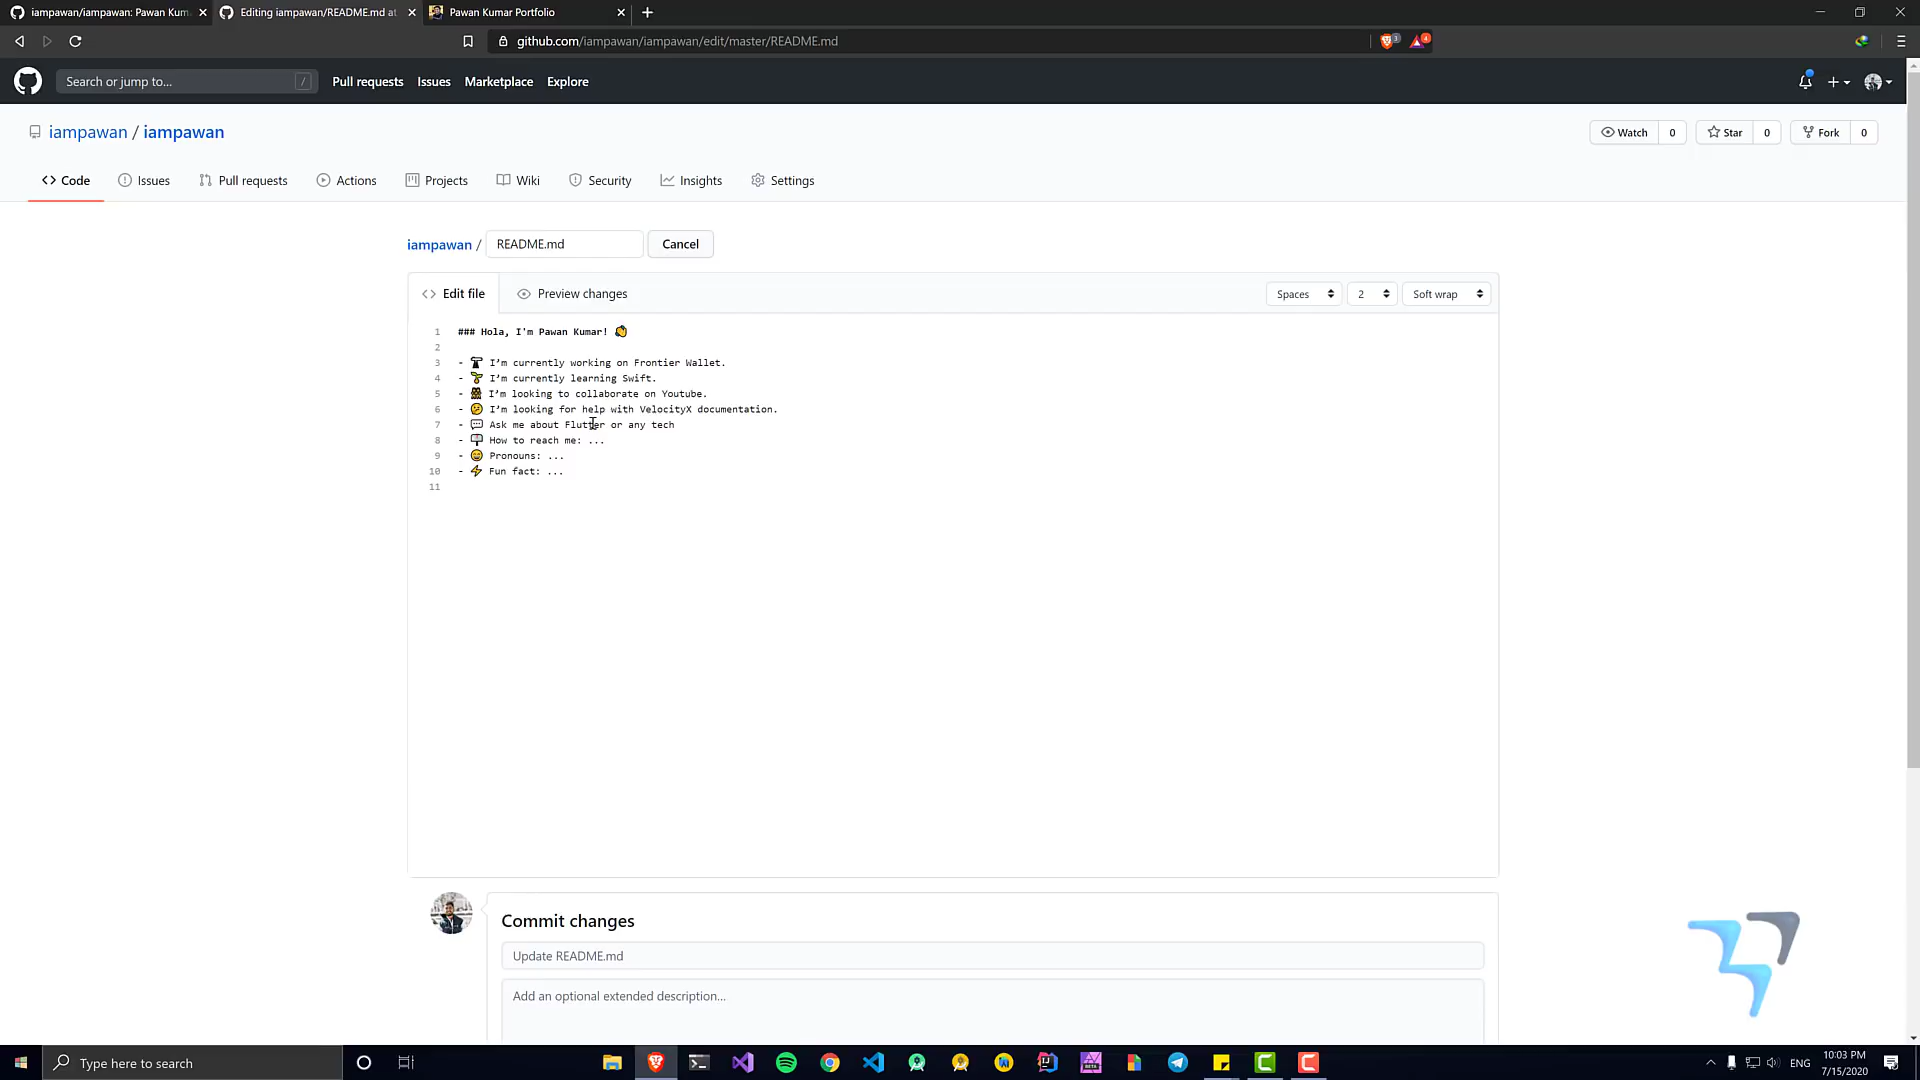 iampawan/iampawan: Pawan Kum
Editing iampawan/README.md at
Pawan Kumar Portfolio
github.com/iampawan/iampawan/edit/master/README.md
3
4
Search or jump to...
/
Pull requests
Issues
Marketplace
Explore
iampawan / iampawan
Watch 0
Star 0
Fork 0
Code
Issues
Pull requests
Actions
Projects
Wiki
Security
Insights
Settings
iampawan / README.md
Cancel
Edit file
Preview changes
Spaces
2
Soft wrap
1 ### Hola, I'm Pawan Kumar! 👋
2
3 - 🔭 I’m currently working on Frontier Wallet.
4 - 🌱 I’m currently learning Swift.
5 - 👯 I’m looking to collaborate on Youtube.
6 - 🤔 I’m looking for help with VelocityX documentation.
7 - 💬 Ask me about Flutter or any tech
8 - 📫 How to reach me: ...
9 - 😄 Pronouns: ...
10 - ⚡ Fun fact: ...
11
Commit changes
Update README.md
Add an optional extended description...
Type here to search
BETA
ENG
10:03 PM
7/15/2020